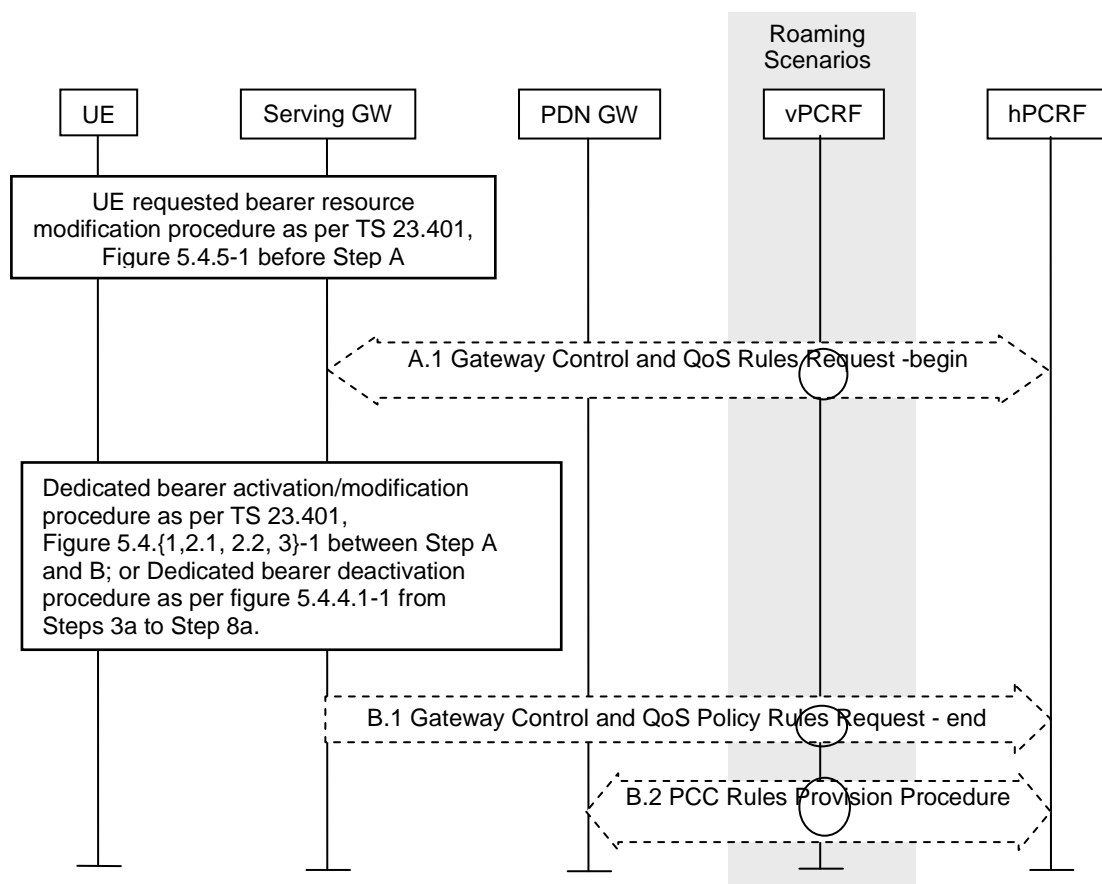 Roaming
Scenarios
UE
Serving GW
PDN GW
vPCRF
hPCRF
UE requested bearer resource
modification procedure as per TS 23.401,
Figure 5.4.5-1 before Step A
A.1 Gateway Control and QoS Rules Request -begin
Dedicated bearer activation/modification
procedure as per TS 23.401,
Figure 5.4.{1,2.1, 2.2, 3}-1 between Step A
and B; or Dedicated bearer deactivation
procedure as per figure 5.4.4.1-1 from
Steps 3a to Step 8a.
B.1 Gateway Control and QoS Policy Rules Request - end
B.2 PCC Rules Provision Procedure